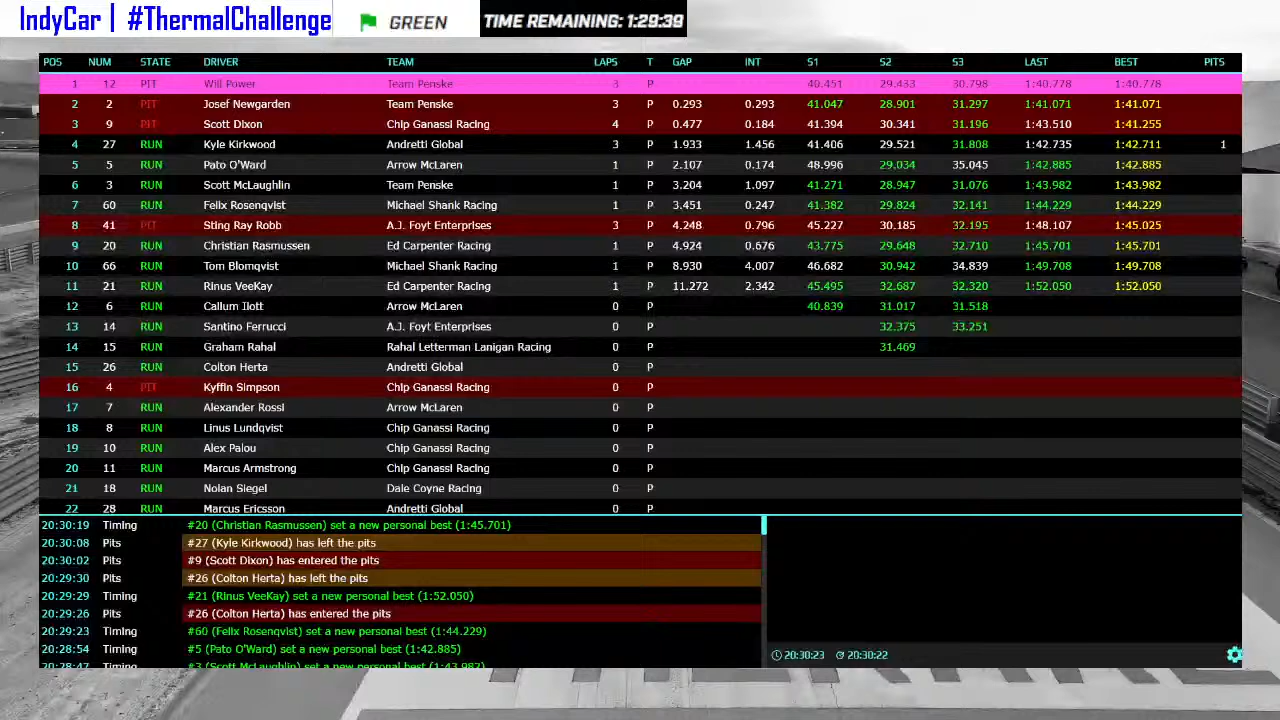 IndyCar | #ThermalChallenge GREEN TIME REMAINING: 1:29:39
POS NUM STATE DRIVER TEAM LAPS T GAP INT S1 S2 S3 LAST BEST PITS
1 12 PIT Will Power Team Penske 3 P 40.451 29.433 30.798 1:40.778 1:40.778
2 2 PIT Josef Newgarden Team Penske 3 P 0.293 0.293 41.047 28.901 31.297 1:41.071 1:41.071
3 9 PIT Scott Dixon Chip Ganassi Racing 4 P 0.477 0.184 41.394 30.341 31.196 1:43.510 1:41.255
4 27 RUN Kyle Kirkwood Andretti Global 3 P 1.933 1.456 41.406 29.521 31.808 1:42.735 1:42.711 1
5 5 RUN Pato O'Ward Arrow McLaren 1 P 2.107 0.174 48.996 29.034 35.045 1:42.885 1:42.885
6 3 RUN Scott McLaughlin Team Penske 1 P 3.204 1.097 41.271 28.947 31.076 1:43.982 1:43.982
7 60 RUN Felix Rosenqvist Michael Shank Racing 1 P 3.451 0.247 41.382 29.824 32.141 1:44.229 1:44.229
8 41 PIT Sting Ray Robb A.J. Foyt Enterprises 3 P 4.248 0.796 45.227 30.185 32.195 1:48.107 1:45.025
9 20 RUN Christian Rasmussen Ed Carpenter Racing 1 P 4.924 0.676 43.775 29.648 32.710 1:45.701 1:45.701
10 66 RUN Tom Blomqvist Michael Shank Racing 1 P 8.930 4.007 46.682 30.942 34.839 1:49.708 1:49.708
11 21 RUN Rinus VeeKay Ed Carpenter Racing 1 P 11.272 2.342 45.495 32.687 32.320 1:52.050 1:52.050
12 6 RUN Callum Ilott Arrow McLaren 0 P 40.839 31.017 31.518
13 14 RUN Santino Ferrucci A.J. Foyt Enterprises 0 P 32.375 33.251
14 15 RUN Graham Rahal Rahal Letterman Lanigan Racing 0 P 31.469
15 26 RUN Colton Herta Andretti Global 0 P
16 4 PIT Kyffin Simpson Chip Ganassi Racing 0 P
17 7 RUN Alexander Rossi Arrow McLaren 0 P
18 8 RUN Linus Lundqvist Chip Ganassi Racing 0 P
19 10 RUN Alex Palou Chip Ganassi Racing 0 P
20 11 RUN Marcus Armstrong Chip Ganassi Racing 0 P
21 18 RUN Nolan Siegel Dale Coyne Racing 0 P
22 28 RUN Marcus Ericsson Andretti Global 0 P
20:30:19 Timing #20 (Christian Rasmussen) set a new personal best (1:45.701)
20:30:08 Pits #27 (Kyle Kirkwood) has left the pits
20:30:02 Pits #9 (Scott Dixon) has entered the pits
20:29:30 Pits #26 (Colton Herta) has left the pits
20:29:29 Timing #21 (Rinus VeeKay) set a new personal best (1:52.050)
20:29:26 Pits #26 (Colton Herta) has entered the pits
20:29:23 Timing #60 (Felix Rosenqvist) set a new personal best (1:44.229)
20:28:54 Timing #5 (Pato O'Ward) set a new personal best (1:42.885)
20:28:47 Timing #3 (Scott McLaughlin) set a new personal best (1:43.982)
20:30:23 20:30:22